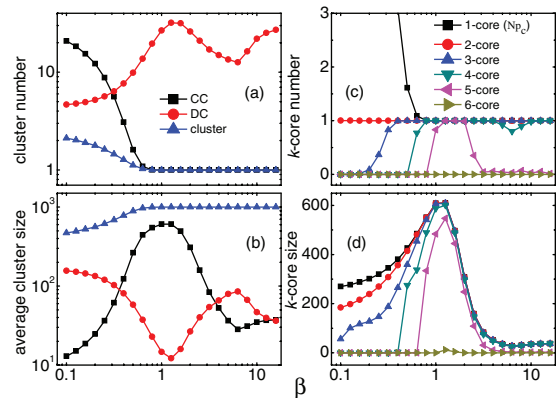 cluster number
10
1
(a)
CC
DC
cluster
average cluster size
10³
10²
10¹
(b)
0.1
1
10
k-core number
3
2
1
0
(c)
1-core (Np_c)
2-core
3-core
4-core
5-core
6-core
k-core size
600
400
200
0
(d)
0.1
1
10
β